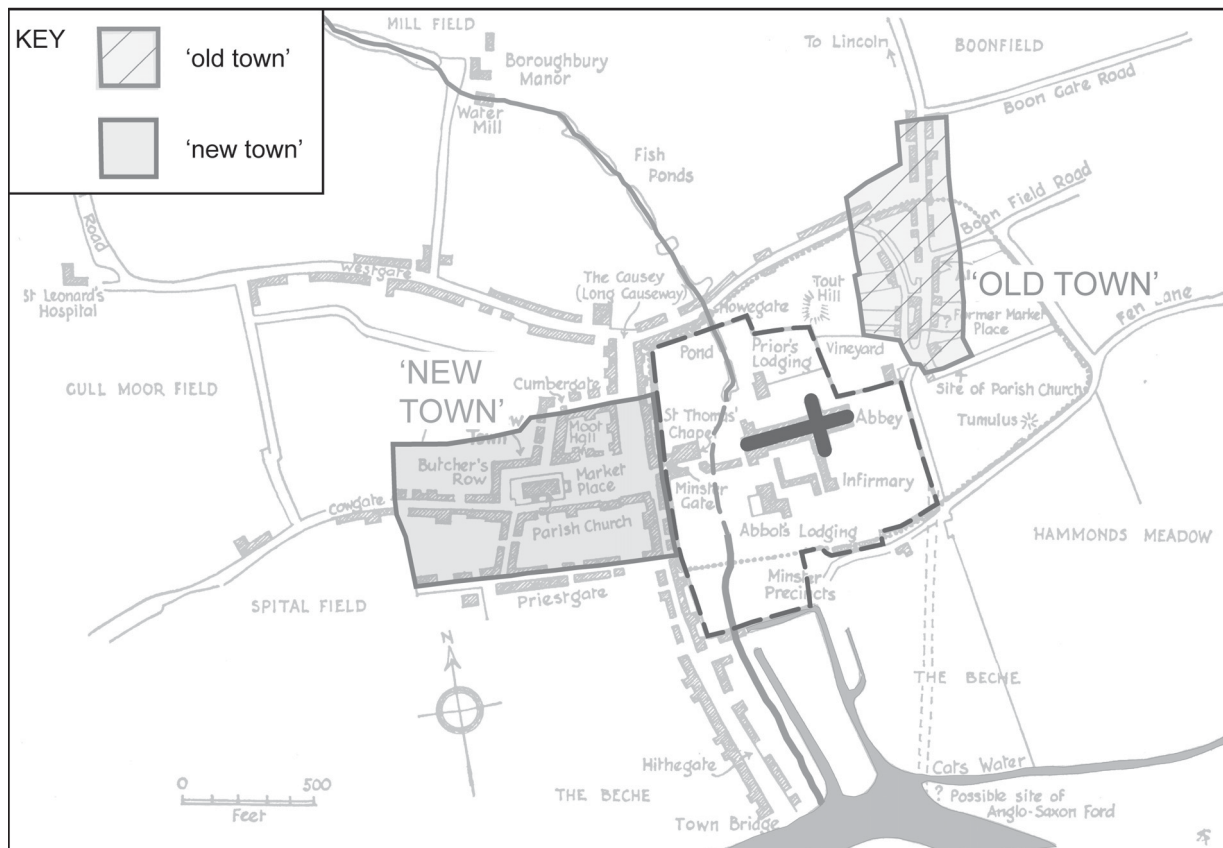 KEY
'old town'
'new town'
MILL FIELD
Boroughbury
Manor
Water
Mill
Fish
Ponds
To Lincoln
BOONFIELD
Boon Gate Road
Boon Field Road
Road
St Leonard's
Hospital
Westgate
The Causey
(Long Causeway)
Howegate
Tout
Hill
'OLD TOWN'
Former Market
Place
Fen Lane
GULL MOOR FIELD
'NEW
TOWN'
Cumbergate
Pond
Prior's
Lodging
Vineyard
Site of Parish Church
Tumulus
Town
Moot
Hall
St Thomas'
Chapel
Abbey
Butcher's
Row
Market
Place
Minster
Gate
Infirmary
Cowgate
Parish Church
Abbot's Lodging
HAMMONDS MEADOW
SPITAL FIELD
Priestgate
Minster
Precincts
N
THE BECHE
Hithegate
Cats Water
0
500
Feet
THE BECHE
? Possible site of
Anglo-Saxon Ford
Town Bridge